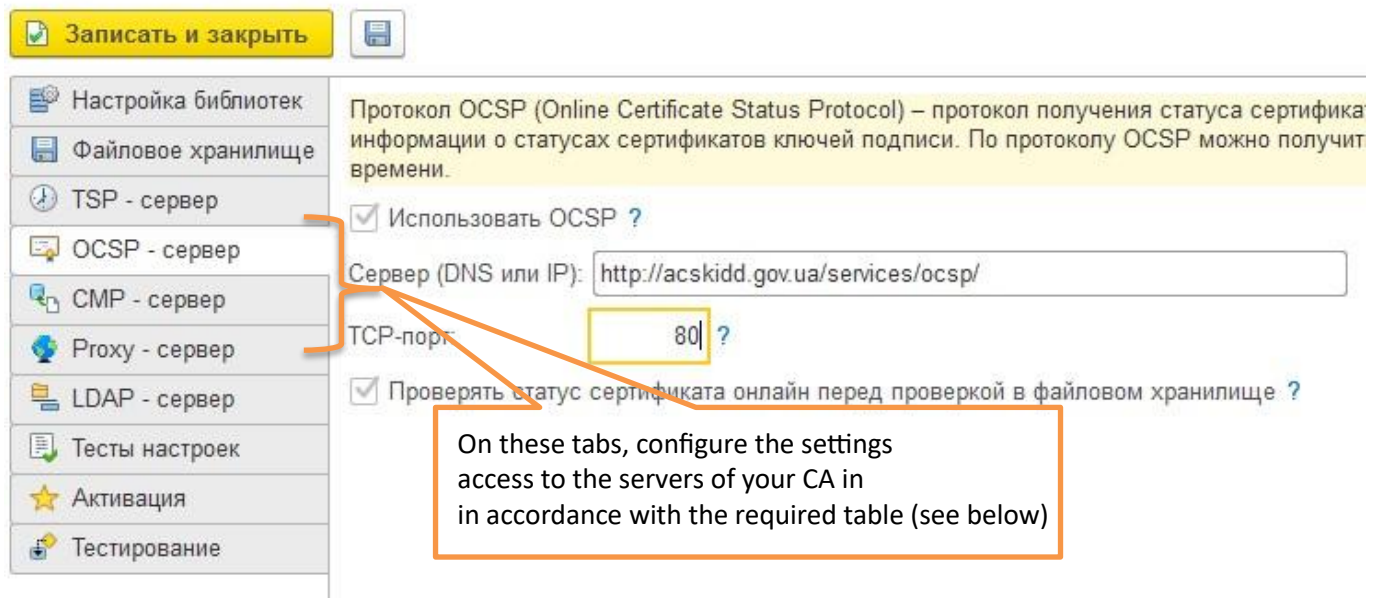 Записать и закрыть
Настройка библиотек
Файловое хранилище
TSP - сервер
OCSP - сервер
CMP - сервер
Proxy - сервер
LDAP - сервер
Тесты настроек
Активация
Тестирование
Протокол OCSP (Online Certificate Status Protocol) – протокол получения статуса сертифика
информации о статусах сертификатов ключей подписи. По протоколу OCSP можно получит
времени.
Использовать OCSP ?
Сервер (DNS или IP): http://acskidd.gov.ua/services/ocsp/
TCP-порт: 80 ?
Проверять статус сертификата онлайн перед проверкой в файловом хранилище ?
On these tabs, configure the settings
access to the servers of your CA in
in accordance with the required table (see below)